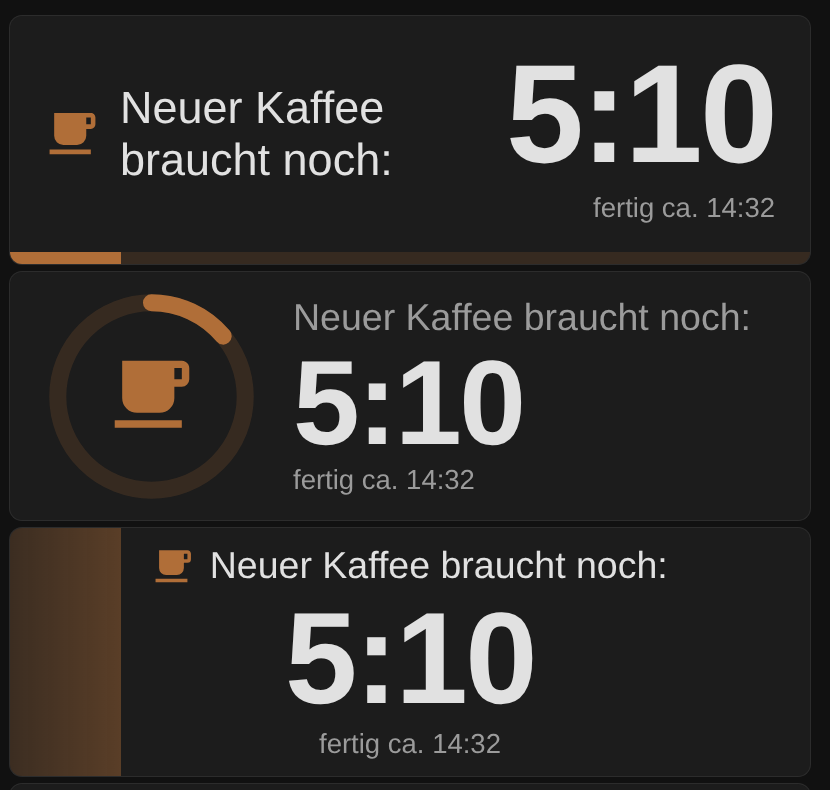 Neuer Kaffee
braucht noch:
5:10
fertig ca. 14:32
Neuer Kaffee braucht noch:
5:10
fertig ca. 14:32
Neuer Kaffee braucht noch:
5:10
fertig ca. 14:32